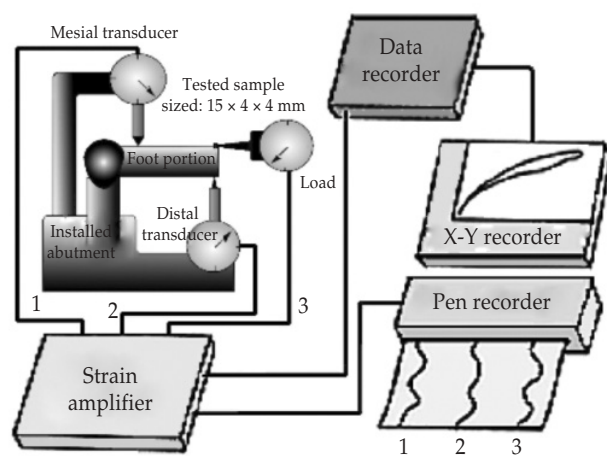 Mesial transducer
Tested sample
sized: 15 × 4 × 4 mm
Foot portion
Load
Distal
transducer
Installed
abutment
1
2
3
Strain
amplifier
Data
recorder
X-Y recorder
Pen recorder
1
2
3